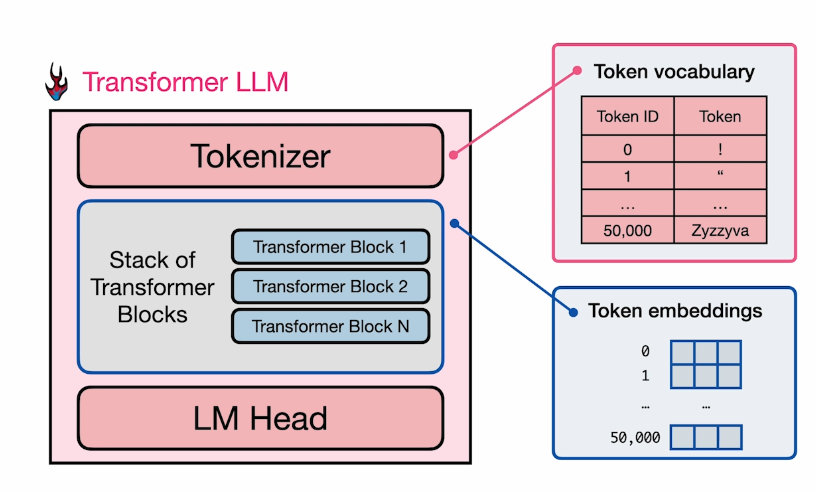 Transformer LLM
Tokenizer
Stack of
Transformer
Blocks
Transformer Block 1
Transformer Block 2
Transformer Block N
LM Head
Token vocabulary
Token ID Token
0 !
1 “
... ...
50,000 Zyzzyva
Token embeddings
0
1
... ...
50,000